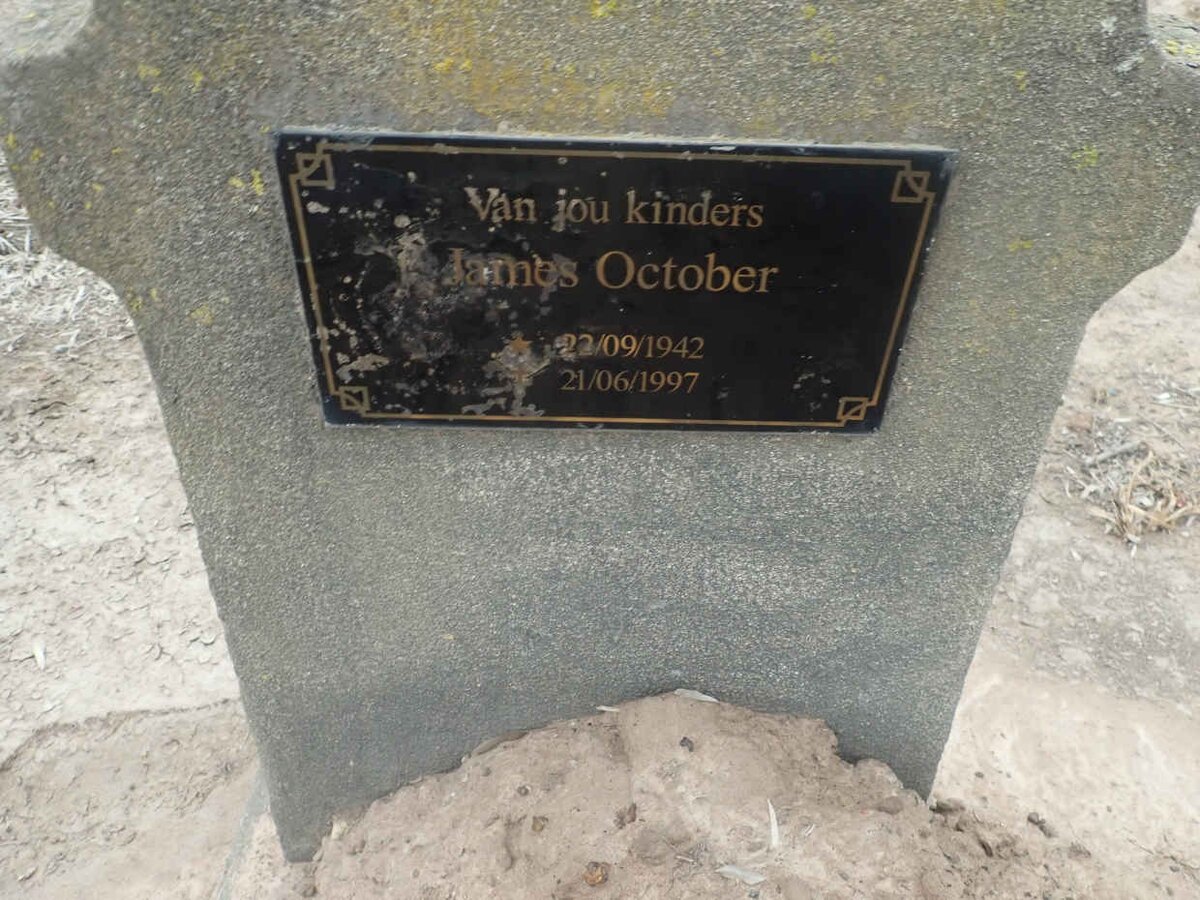 Van jou kinders
James October
22/09/1942
21/06/1997